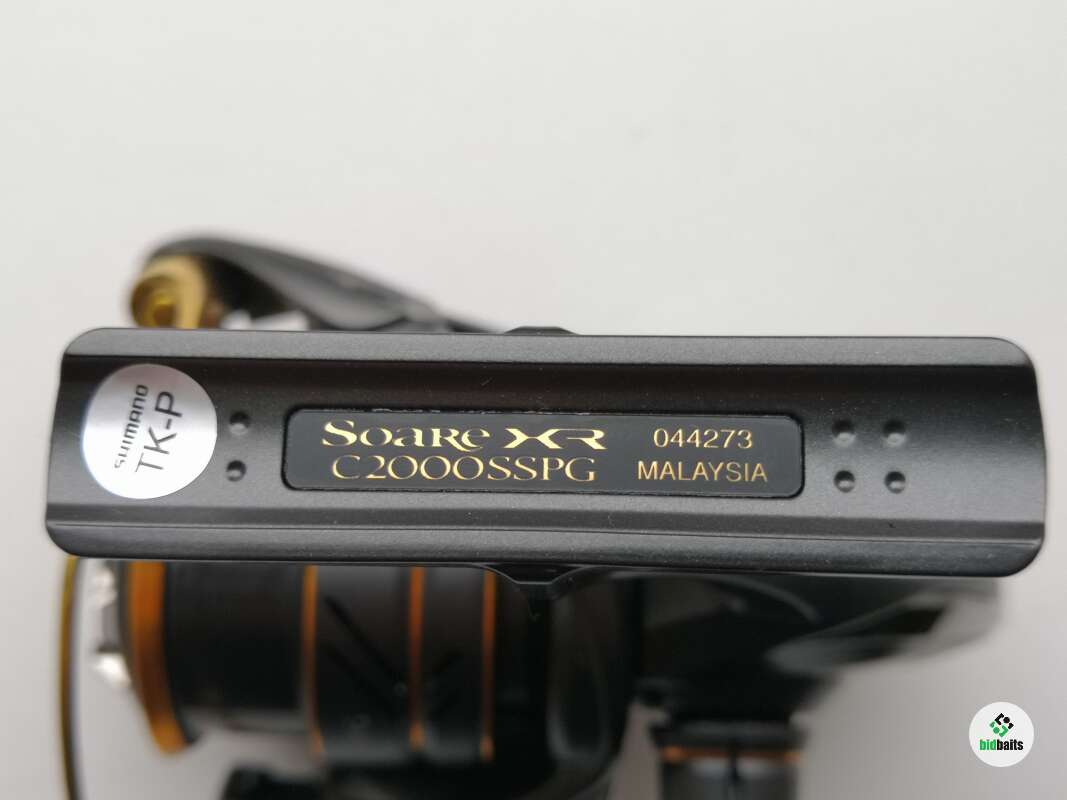 SHIMANO
TK-P
Soare XR
C2000SSPG
044273
MALAYSIA
bidbaits